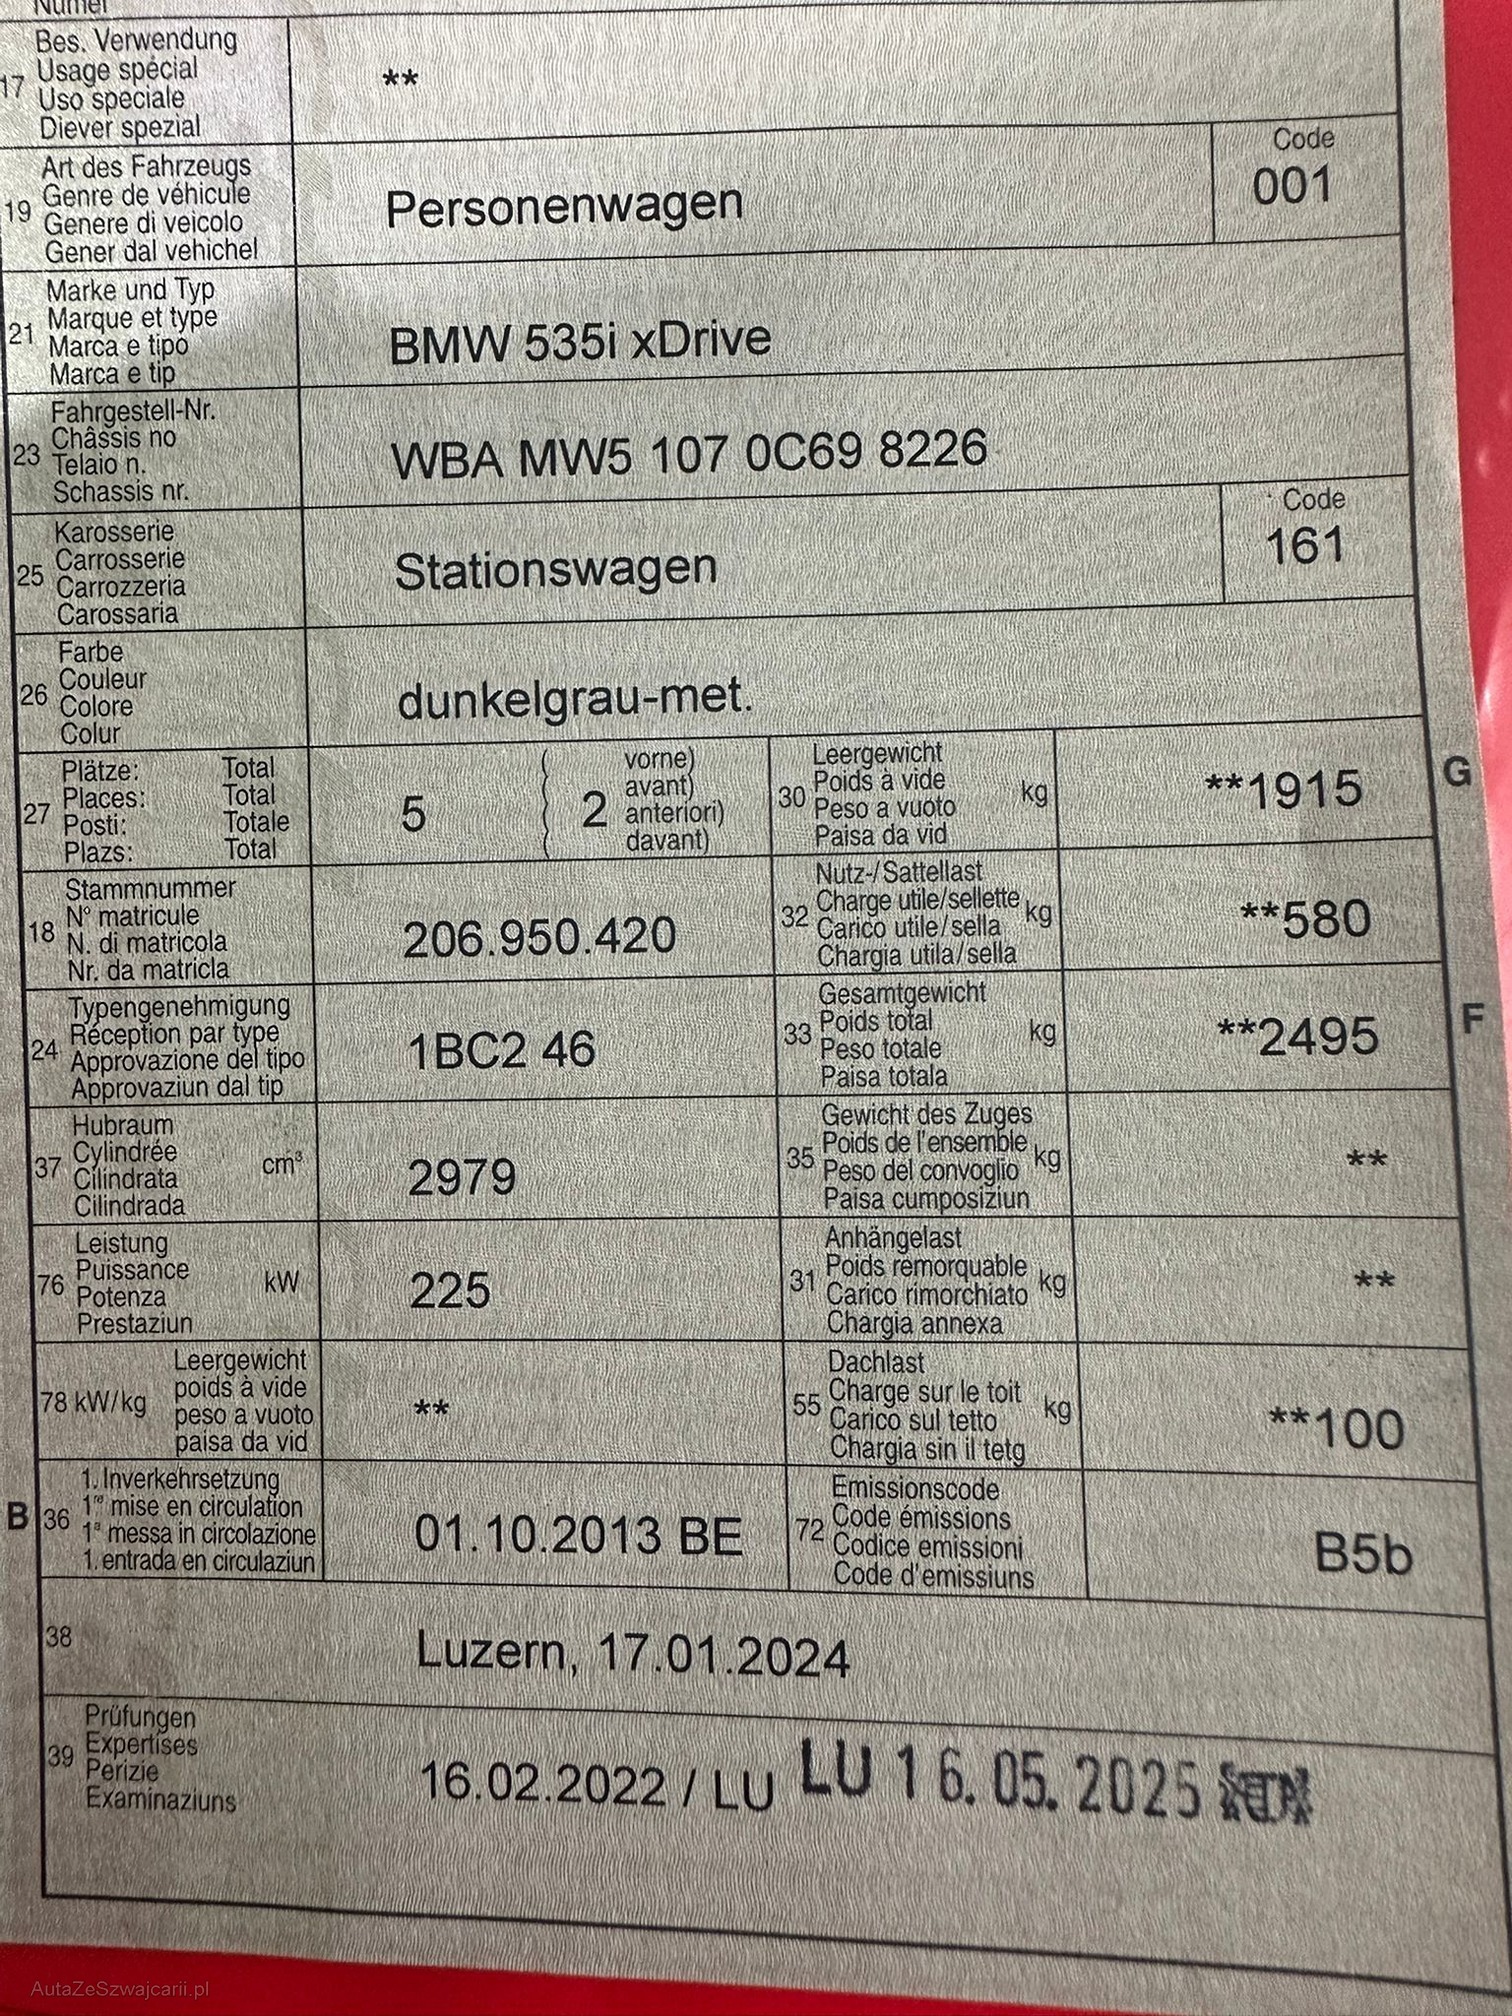 Numer
17 Bes. Verwendung
Usage spécial
Uso speciale
Diever spezial
**
19 Art des Fahrzeugs
Genre de véhicule
Genere di veicolo
Gener dal vehichel
Personenwagen
Code
001
21 Marke und Typ
Marque et type
Marca e tipo
Marca e tip
BMW 535i xDrive
23 Fahrgestell-Nr.
Châssis no
Telaio n.
Schassis nr.
WBA MW5 107 0C69 8226
25 Karosserie
Carrosserie
Carrozzeria
Carossaria
Stationswagen
Code
161
26 Farbe
Couleur
Colore
Colur
dunkelgrau-met.
27 Plätze: Total
Places: Total
Posti: Totale
Plazs: Total
5 ( 2 vorne)
avant)
anteriori)
davant)
30 Leergewicht
Poids à vide
Peso a vuoto
Paisa da vid
kg
**1915
G
18 Stammnummer
N° matricule
N. di matricola
Nr. da matricla
206.950.420
32 Nutz-/Sattellast
Charge utile/sellette
Carico utile/sella
Chargia utila/sella
kg
**580
24 Typengenehmigung
Réception par type
Approvazione del tipo
Approvaziun dal tip
1BC2 46
33 Gesamtgewicht
Poids total
Peso totale
Paisa totala
kg
**2495
F
37 Hubraum
Cylindrée
Cilindrata
Cilindrada
cm³
2979
35 Gewicht des Zuges
Poids de l'ensemble
Peso del convoglio
Paisa cumposiziun
kg
**
76 Leistung
Puissance
Potenza
Prestaziun
kW
225
31 Anhängelast
Poids remorquable
Carico rimorchiato
Chargia annexa
kg
**
78 kW/kg Leergewicht
poids à vide
peso a vuoto
paisa da vid
**
55 Dachlast
Charge sur le toit
Carico sul tetto
Chargia sin il tetg
kg
**100
B 36 1. Inverkehrsetzung
1re mise en circulation
1a messa in circolazione
1. entrada en circulaziun
01.10.2013 BE
72 Emissionscode
Code émissions
Codice emissioni
Code d'emissiuns
B5b
38 Luzern, 17.01.2024
39 Prüfungen
Expertises
Perizie
Examinaziuns
16.02.2022 / LU LU 16.05.2025
AutaZeSzwajcarii.pl